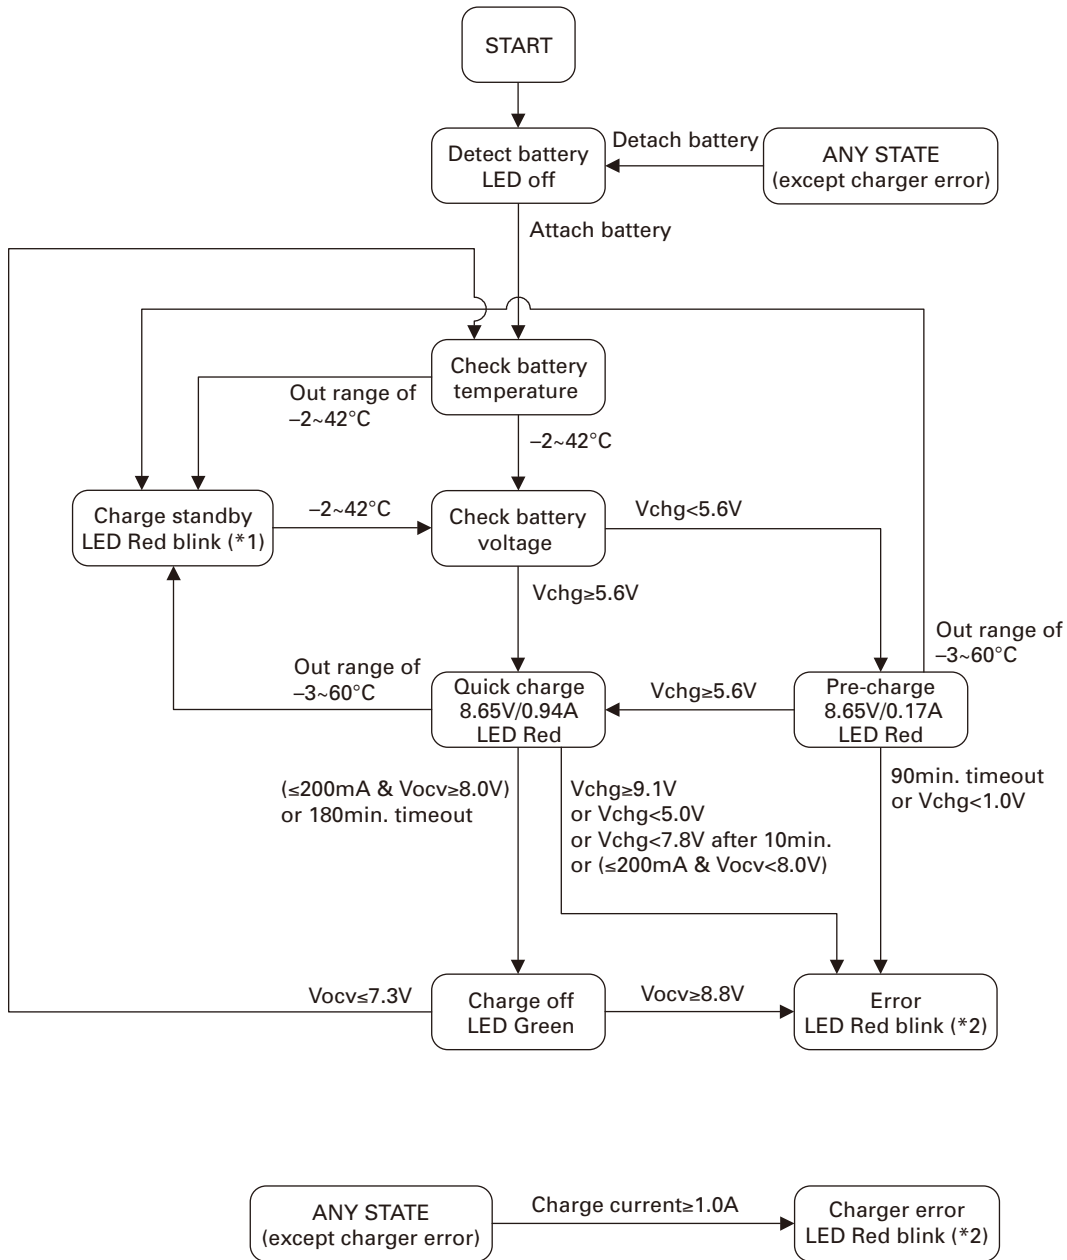 START
Detect battery
LED off
Detach battery
ANY STATE
(except charger error)
Attach battery
Check battery
temperature
Out range of
–2~42°C
–2~42°C
Charge standby
LED Red blink (*1)
–2~42°C
Check battery
voltage
Vchg<5.6V
Vchg≥5.6V
Out range of
–3~60°C
Out range of
–3~60°C
Quick charge
8.65V/0.94A
LED Red
Vchg≥5.6V
Pre-charge
8.65V/0.17A
LED Red
(≤200mA & Vocv≥8.0V)
or 180min. timeout
Vchg≥9.1V
or Vchg<5.0V
or Vchg<7.8V after 10min.
or (≤200mA & Vocv<8.0V)
90min. timeout
or Vchg<1.0V
Vocv≤7.3V
Charge off
LED Green
Vocv≥8.8V
Error
LED Red blink (*2)
ANY STATE
(except charger error)
Charge current≥1.0A
Charger error
LED Red blink (*2)